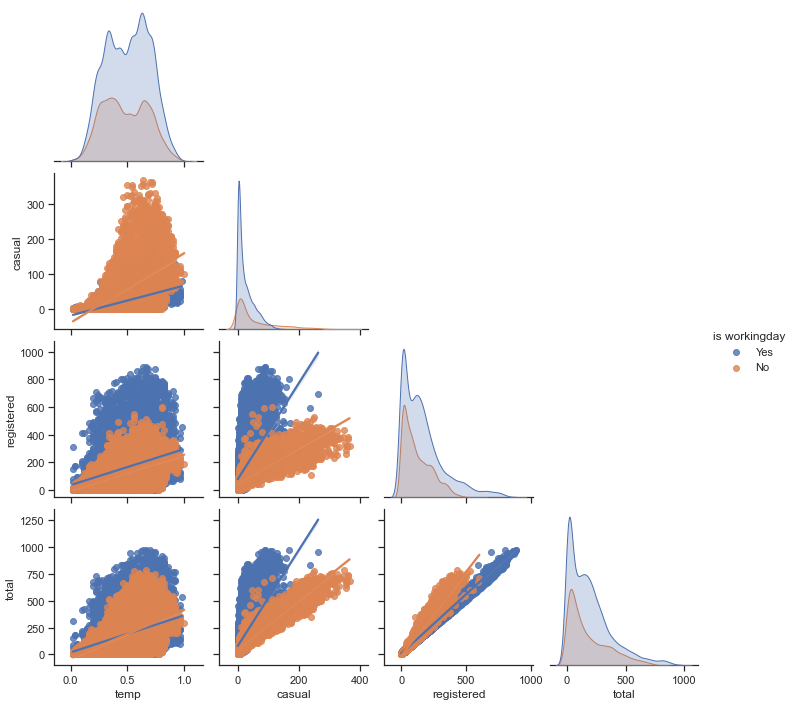 300
200
100
0
casual
is workingday
Yes
No
1000
800
600
400
200
0
registered
1250
1000
750
500
250
0
total
0.0 0.5 1.0
temp
0 200 400
casual
0 500 1000
registered
0 500 1000
total